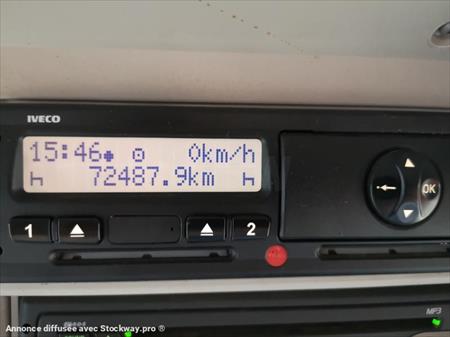 IVECO
15:46 0km/h
72487.9km
1 2
OK
MP3
Annonce diffusée avec Stockway.pro ®